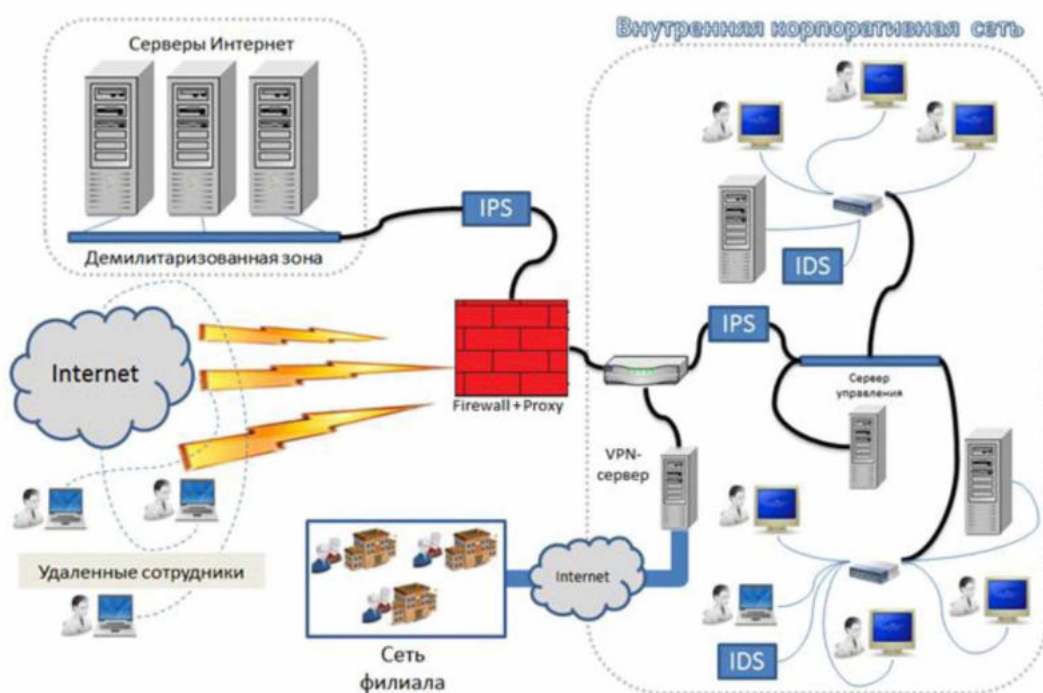 Внутренняя корпоративная сеть
Серверы Интернет
IPS
Демилитаризованная зона
IDS
IPS
Internet
Firewall+Proxy
Сервер
управления
VPN-
сервер
Удаленные сотрудники
Internet
IDS
Сеть
филиала